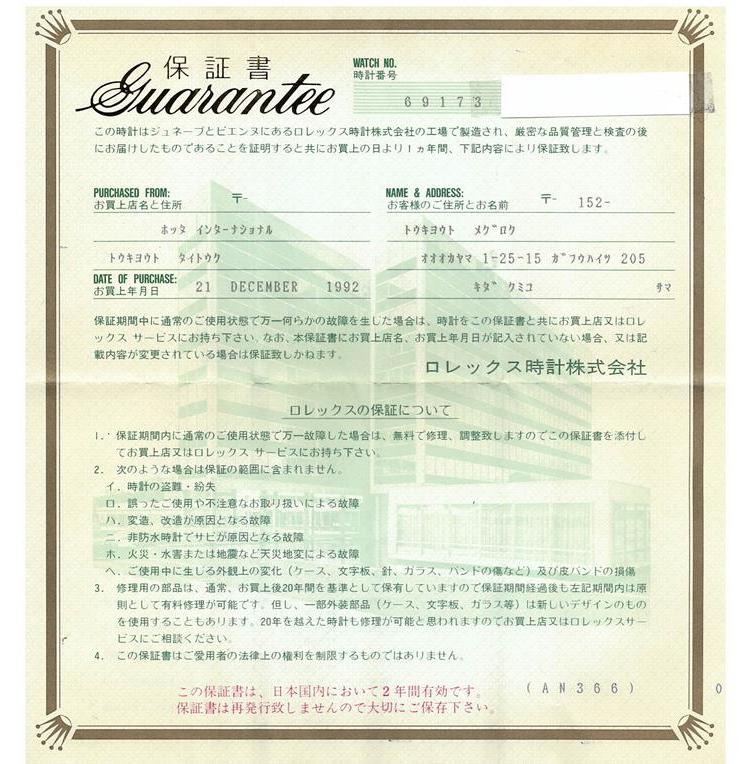 保証書
Guarantee
WATCH NO.
時計番号
69173
この時計はジュネーブとビエンヌにあるロレックス時計株式会社の工場で製造され、厳密な品質管理と検査の後
にお届けしたものであることを証明すると共にお買上の日より1ヵ年間、下記内容により保証致します。
PURCHASED FROM:
お買上店名と住所 〒-
ホッタ インターナショナル
トウキヨウト タイトウク
DATE OF PURCHASE:
お買上年月日 21 DECEMBER 1992
NAME & ADDRESS:
お客様のご住所とお名前 〒- 152-
トウキヨウト メグロク
オオオカヤマ 1-25-15 ガフウハイツ 205
キダ クミコ サマ
保証期間中に通常のご使用状態で万一何らかの故障を生した場合は、時計をこの保証書と共にお買上店又はロレ
ックス サービスにお持ち下さい。なお、本保証書にお買上店名、お買上年月日が記入されていない場合、又は記
載内容が変更されている場合は保証致しかねます。
ロレックス時計株式会社
ロレックスの保証について
1. 保証期間内に通常のご使用状態で万一故障した場合は、無料で修理、調整致しますのでこの保証書を添付し
てお買上店又はロレックス サービスにお持ち下さい。
2. 次のような場合は保証の範囲に含まれません。
イ. 時計の盗難・紛失
ロ. 誤ったご使用や不注意なお取り扱いによる故障
ハ. 変造、改造が原因となる故障
ニ. 非防水時計でサビが原因となる故障
ホ. 火災・水害または地震など天災地変による故障
ヘ. ご使用中に生じる外観上の変化（ケース、文字板、針、ガラス、バンドの傷など）及び皮バンドの損傷
3. 修理用の部品は、通常、お買上後20年間を基準として保有していますので保証期間経過後も左記期間内は原
則として有料修理が可能です。但し、一部外装部品（ケース、文字板、ガラス等）は新しいデザインのもの
を使用することもあります。20年を越えた時計も修理が可能と思われますのでお買上店又はロレックスサー
ビスにご相談ください。
4. この保証書はご愛用者の法律上の権利を制限するものではありません。
この保証書は、日本国内において2年間有効です。
保証書は再発行致しませんので大切にご保存下さい。
(AN366) 0